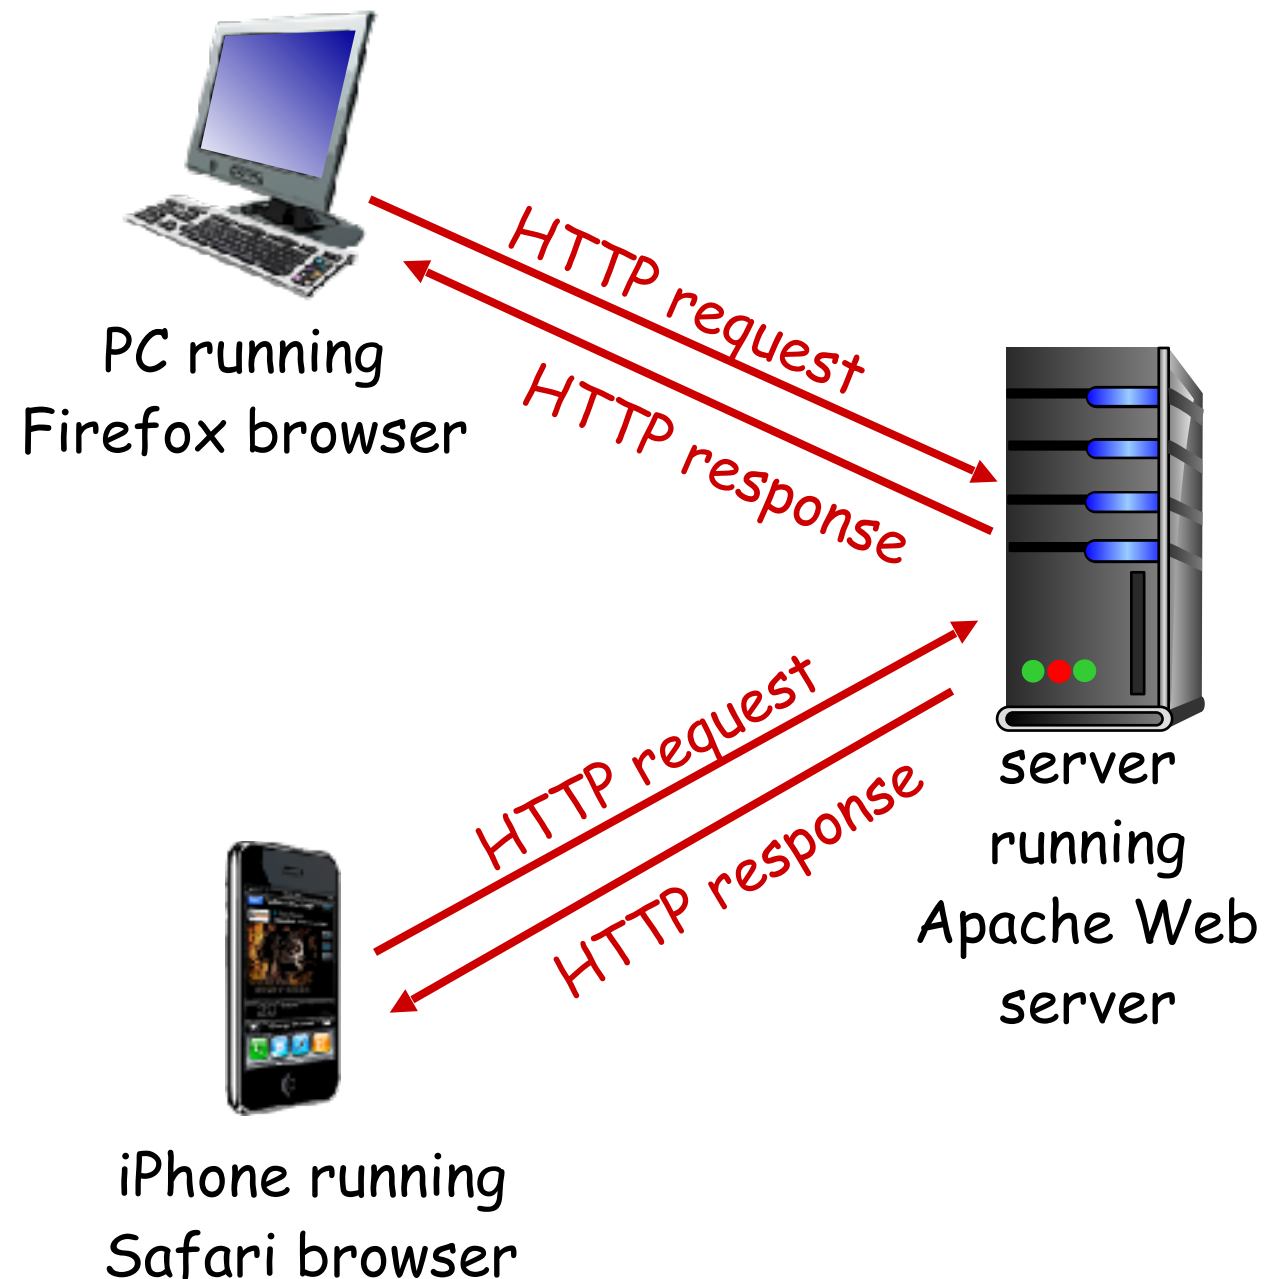 HTTP request
HTTP response
PC running
Firefox browser
HTTP request
HTTP response
server
running
Apache Web
server
iPhone running
Safari browser